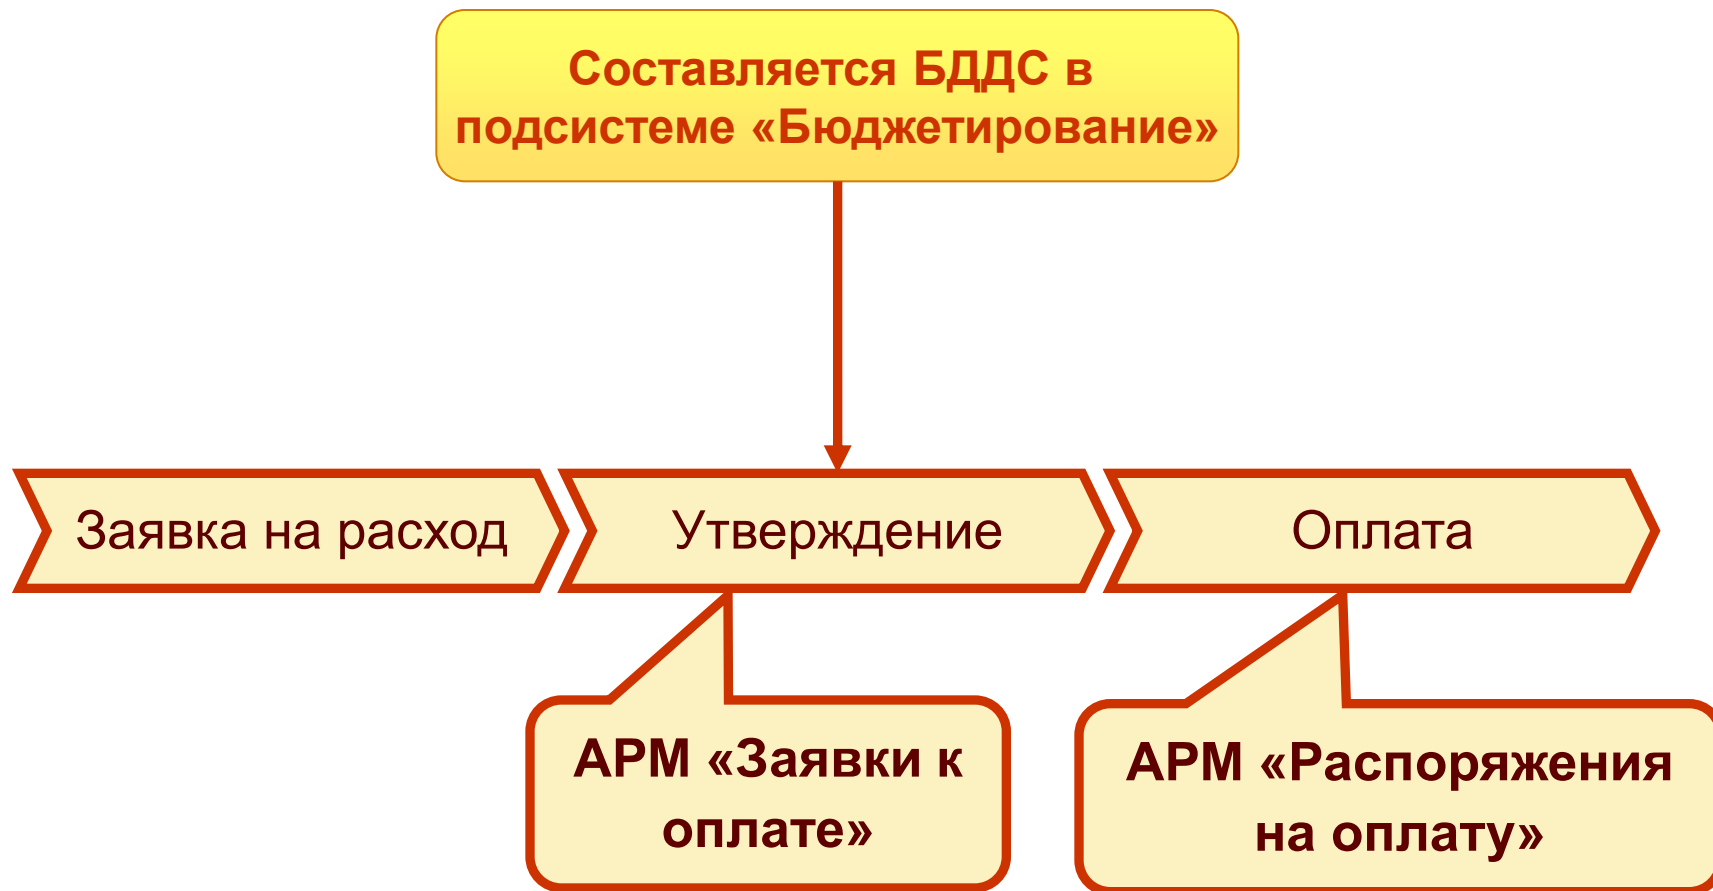 Составляется БДДС в
подсистеме «Бюджетирование»
Заявка на расход
Утверждение
Оплата
АРМ «Заявки к
оплате»
АРМ «Распоряжения
на оплату»